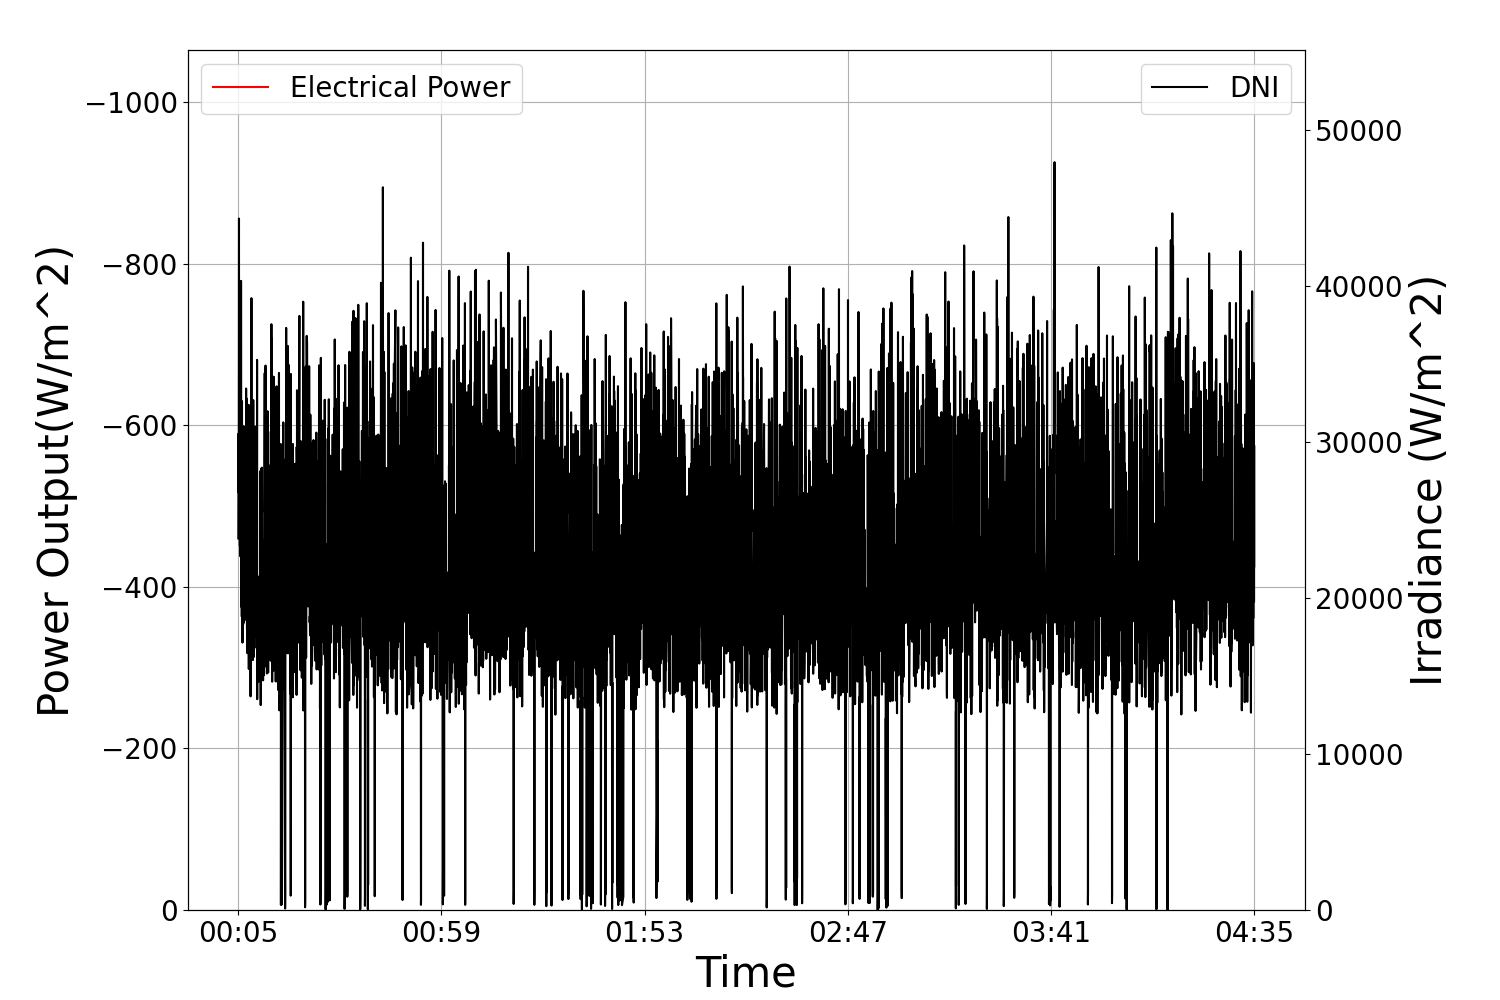 Electrical Power
DNI
−1000
−800
−600
−400
−200
0
Power Output(W/m^2)
50000
40000
30000
20000
10000
0
Irradiance (W/m^2)
00:05 00:59 01:53 02:47 03:41 04:35
Time